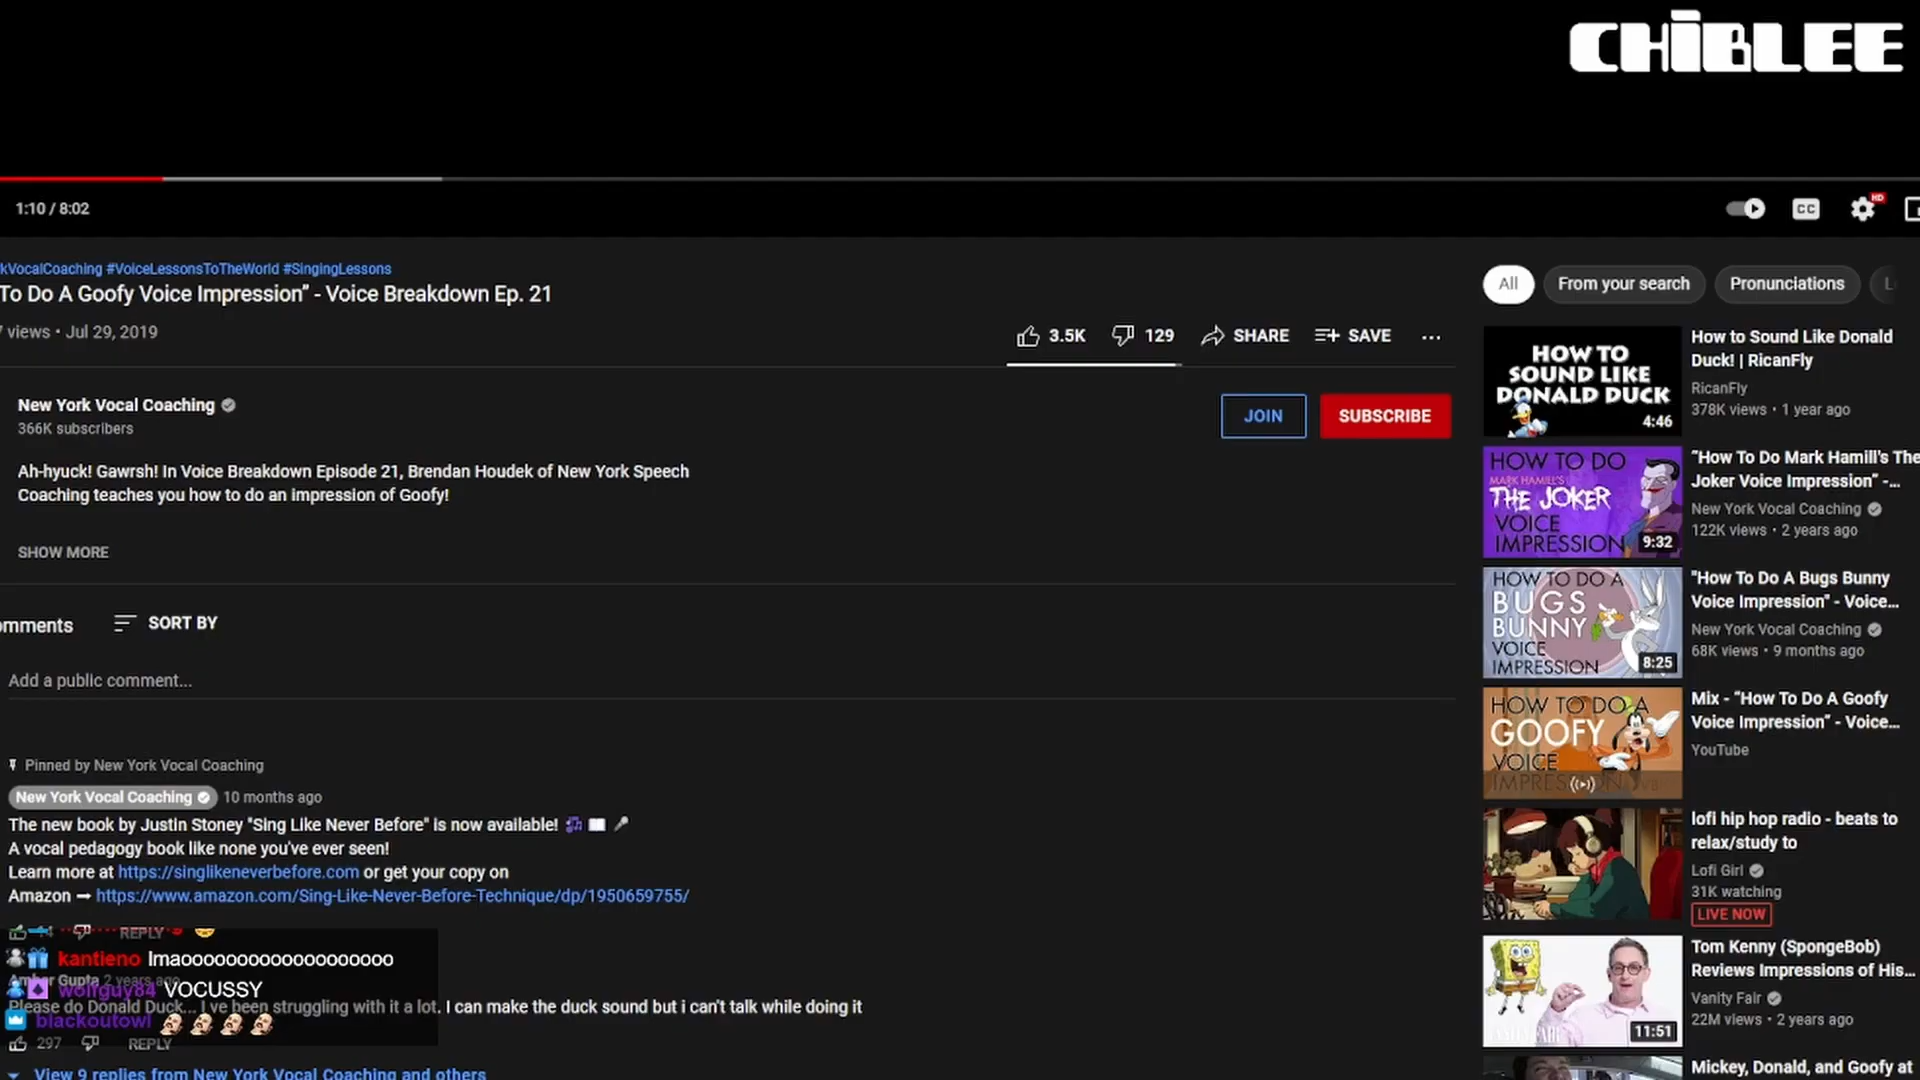 CHIBLEE
1:10 / 8:02
CC
HD
kVocalCoaching #VoiceLessonsToTheWorld #SingingLessons
To Do A Goofy Voice Impression” - Voice Breakdown Ep. 21
views • Jul 29, 2019
3.5K
129
SHARE
SAVE
...
New York Vocal Coaching
366K subscribers
JOIN
SUBSCRIBE
Ah-hyuck! Gawrsh! In Voice Breakdown Episode 21, Brendan Houdek of New York Speech
Coaching teaches you how to do an impression of Goofy!
SHOW MORE
omments
SORT BY
Add a public comment...
Pinned by New York Vocal Coaching
New York Vocal Coaching 10 months ago
The new book by Justin Stoney "Sing Like Never Before" is now available! 🎶 📖 🎤
A vocal pedagogy book like none you've ever seen!
Learn more at https://singlikeneverbefore.com or get your copy on
Amazon ➞ https://www.amazon.com/Sing-Like-Never-Before-Technique/dp/1950659755/
REPLY
kantieno lmaooooooooooooooooooo
Amber Gupta 2 years ago
wolfguy84 VOCUSSY
Please do Donald Duck... I've been struggling with it a lot. I can make the duck sound but i can't talk while doing it
blackoutowl
297
REPLY
View 9 replies from New York Vocal Coaching and others
All
From your search
Pronunciations
HOW TO
SOUND LIKE
DONALD DUCK
4:46
How to Sound Like Donald
Duck! | RicanFly
RicanFly
378K views • 1 year ago
HOW TO DO
MARK HAMILL'S
THE JOKER
VOICE
IMPRESSION
9:32
"How To Do Mark Hamill's The
Joker Voice Impression" -...
New York Vocal Coaching
122K views • 2 years ago
HOW TO DO A
BUGS
BUNNY
VOICE
IMPRESSION
8:25
"How To Do A Bugs Bunny
Voice Impression" - Voice...
New York Vocal Coaching
68K views • 9 months ago
HOW TO DO A
GOOFY
VOICE
IMPRESSION
Mix - “How To Do A Goofy
Voice Impression” - Voice...
YouTube
lofi hip hop radio - beats to
relax/study to
Lofi Girl
31K watching
LIVE NOW
11:51
Tom Kenny (SpongeBob)
Reviews Impressions of His...
Vanity Fair
22M views • 2 years ago
Mickey, Donald, and Goofy at